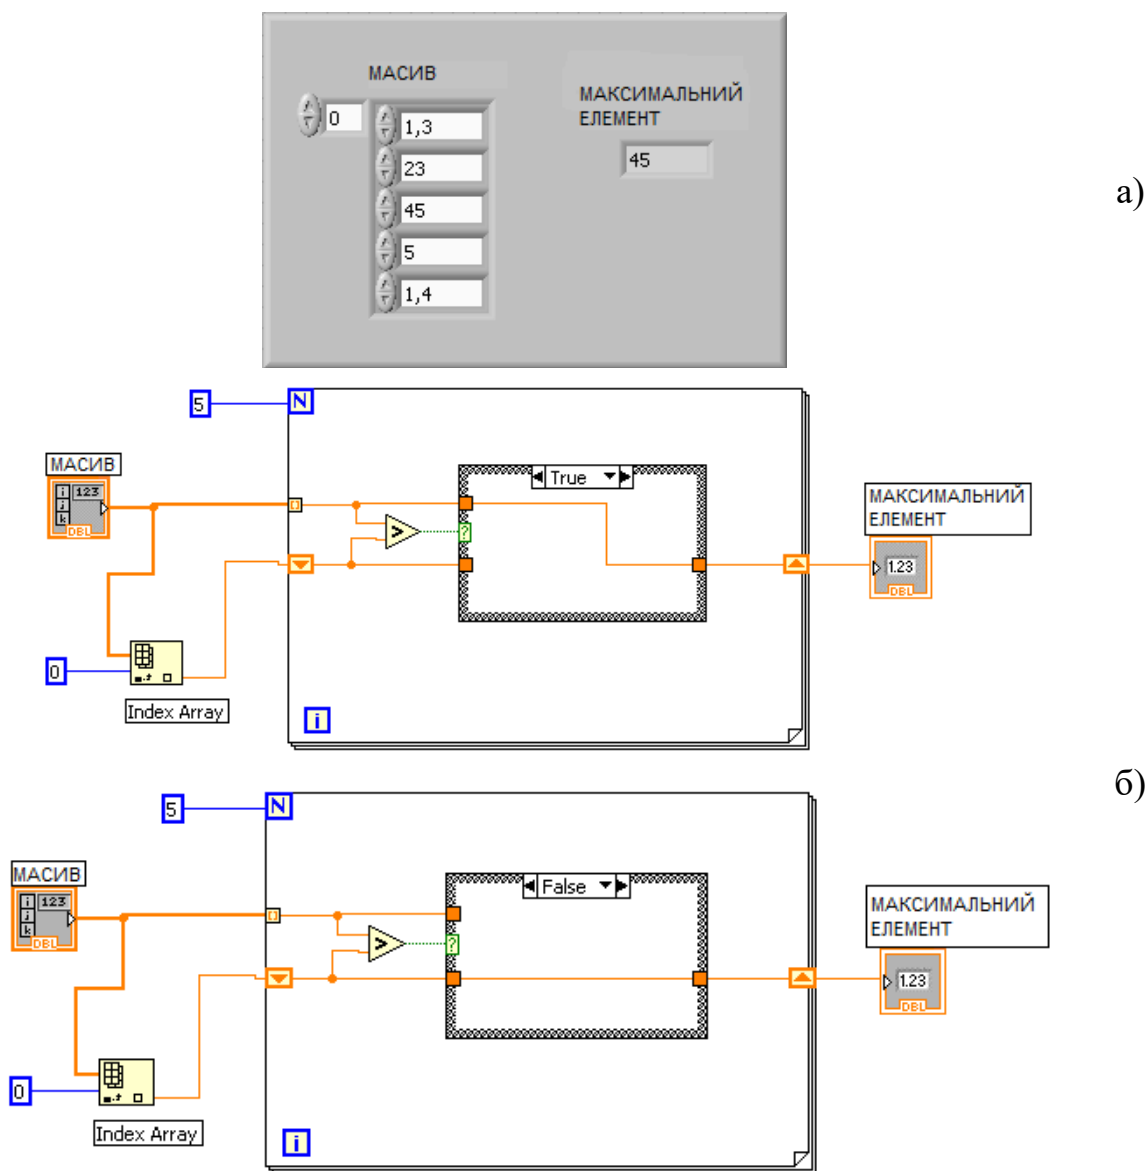 МАСИВ
МАКСИМАЛЬНИЙ
ЕЛЕМЕНТ
0
1,3
45
23
45
5
1,4
а)
5
N
МАСИВ
i
j
k
123
DBL
True
>
?
МАКСИМАЛЬНИЙ
ЕЛЕМЕНТ
1.23
DBL
0
Index Array
i
б)
5
N
МАСИВ
i
j
k
123
DBL
False
>
?
МАКСИМАЛЬНИЙ
ЕЛЕМЕНТ
1.23
DBL
0
Index Array
i